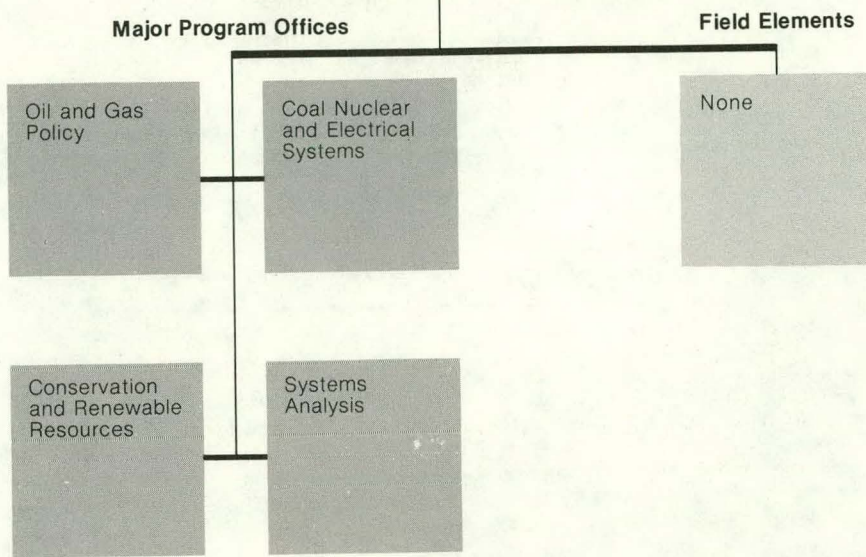 Major Program Offices
Field Elements
Oil and Gas
Policy
Coal Nuclear
and Electrical
Systems
None
Conservation
and Renewable
Resources
Systems
Analysis